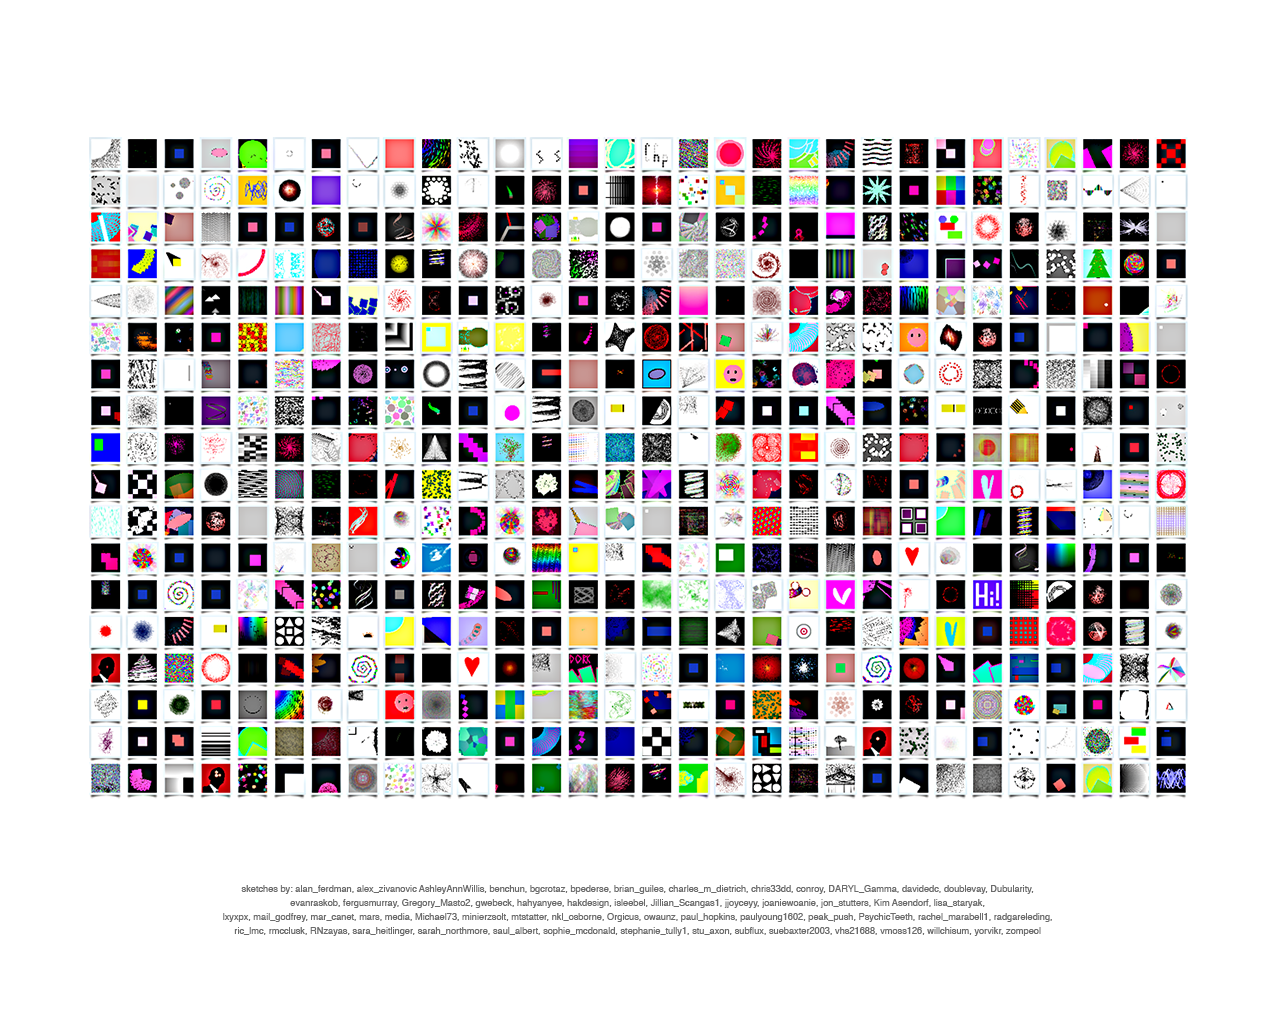 Hi!
sketches by: alan_ferdman, alex_zivanovic AshleyAnnWillis, benchun, bgcrotaz, bpederse, brian_guiles, charles_m_dietrich, chris33dd, conroy, DARYL_Gamma, davidedc, doublevay, Dubularity,
evanraskob, fergusmurray, Gregory_Masto2, gwebeck, hahyanyee, hakdesign, isleebel, Jillian_Scangas1, jjoyceyy, joaniewoanie, jon_stutters, Kim Asendorf, lisa_staryak,
lxyxpx, mail_godfrey, mar_canet, mars, media, Michael73, minierzsolt, mtstatter, nkl_osborne, Orgicus, owaunz, paul_hopkins, paulyoung1602, peak_push, PsychicTeeth, rachel_marabell1, radgareleding,
ric_lmc, rmcclusk, RNzayas, sara_heitlinger, sarah_northmore, saul_albert, sophie_mcdonald, stephanie_tully1, stu_axon, subflux, suebaxter2003, vhs21688, vmoss126, willchisum, yorvikr, zompeol